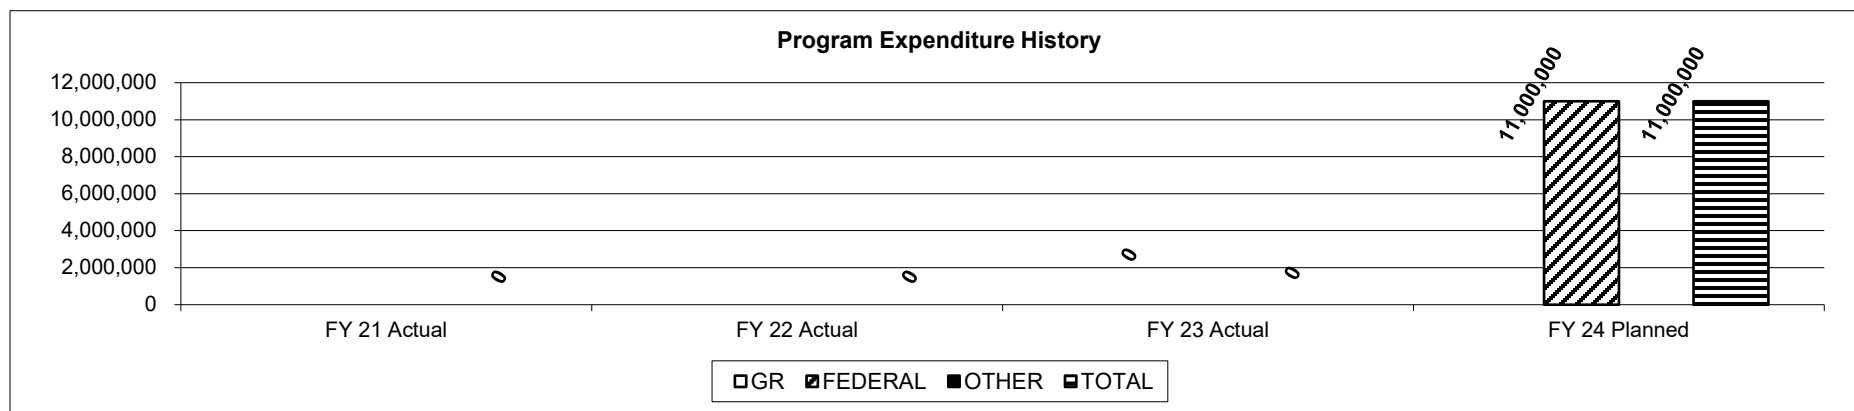 Program Expenditure History
12,000,000
10,000,000
8,000,000
6,000,000
4,000,000
2,000,000
0
0
0
0
0
11,000,000
11,000,000
FY 21 Actual
FY 22 Actual
FY 23 Actual
FY 24 Planned
GR FEDERAL OTHER TOTAL